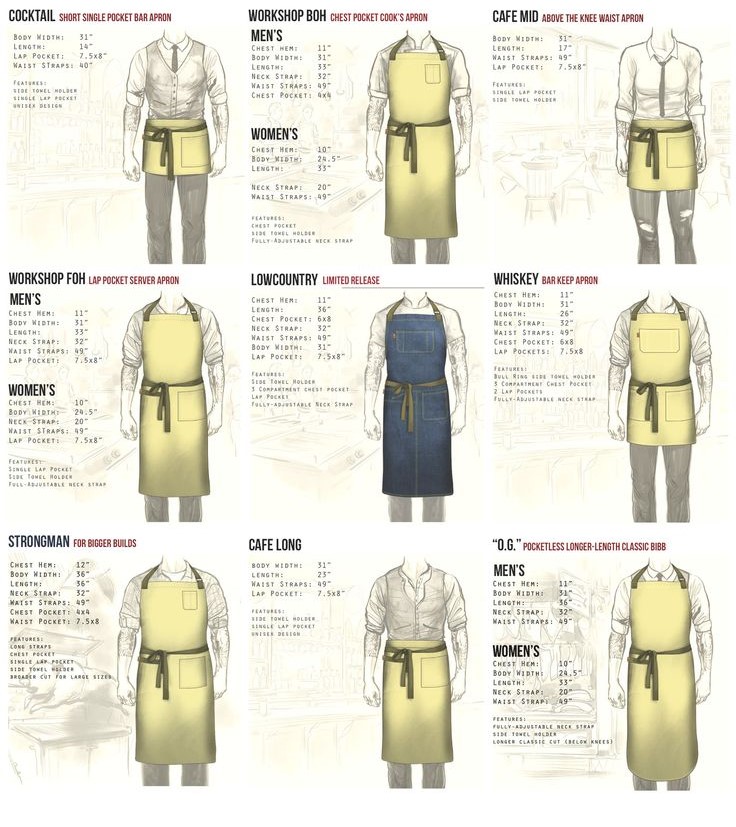 COCKTAIL SHORT SINGLE POCKET BAR APRON
BODY WIDTH: 31"
LENGTH: 14"
LAP POCKET: 7.5x8"
WAIST STRAPS: 40"
FEATURES:
SIDE TOWEL HOLDER
SINGLE LAP POCKET
UNISEX DESIGN
WORKSHOP BOH CHEST POCKET COOK'S APRON
MEN'S
CHEST HEM: 11"
BODY WIDTH: 31"
LENGTH: 33"
NECK STRAP: 32"
WAIST STRAPS: 49"
CHEST POCKET: 4x4
WOMEN'S
CHEST HEM: 10"
BODY WIDTH: 24.5"
LENGTH: 33"
NECK STRAP: 20"
WAIST STRAPS: 49"
FEATURES:
CHEST POCKET
SIDE TOWEL HOLDER
FULLY-ADJUSTABLE NECK STRAP
CAFE MID ABOVE THE KNEE WAIST APRON
BODY WIDTH: 31"
LENGTH: 17"
WAIST STRAPS: 49"
LAP POCKET: 7.5x8"
FEATURES:
SINGLE LAP POCKET
SIDE TOWEL HOLDER
WORKSHOP FOH LAP POCKET SERVER APRON
MEN'S
CHEST HEM: 11"
BODY WIDTH: 31"
LENGTH: 33"
NECK STRAP: 32"
WAIST STRAPS: 49"
LAP POCKET: 7.5x8"
WOMEN'S
CHEST HEM: 10"
BODY WIDTH: 24.5"
NECK STRAP: 20"
WAIST STRAPS: 49"
LAP POCKET: 7.5x8"
FEATURES:
SINGLE LAP POCKET
SIDE TOWEL HOLDER
FULL-ADJUSTABLE NECK STRAP
LOWCOUNTRY LIMITED RELEASE
CHEST HEM: 11"
LENGTH: 36"
CHEST POCKET: 6x8
NECK STRAP: 32"
WAIST STRAPS: 49"
BODY WIDTH: 31"
LAP POCKET: 7.5x8"
FEATURES:
SIDE TOWEL HOLDER
3 COMPARTMENT CHEST POCKET
LAP POCKET
FULLY-ADJUSTABLE NECK STRAP
WHISKEY BAR KEEP APRON
CHEST HEM: 11"
BODY WIDTH: 31"
LENGTH: 26"
NECK STRAP: 32"
WAIST STRAPS: 49"
CHEST POCKET: 6x8
LAP POCKETS: 7.5x8
FEATURES:
BULL RING SIDE TOWEL HOLDER
3 COMPARTMENT CHEST POCKET
2 LAP POCKETS
FULLY-ADJUSTABLE NECK STRAP
STRONGMAN FOR BIGGER BUILDS
CHEST HEM: 12"
BODY WIDTH: 36"
LENGTH: 36"
NECK STRAP: 32"
WAIST STRAPS: 49"
CHEST POCKET: 4x4
LAP POCKET: 7.5x8
FEATURES:
LONG STRAPS
CHEST POCKET
SINGLE LAP POCKET
SIDE TOWEL HOLDER
BROADER CUT FOR LARGE SIZES
CAFE LONG
BODY WIDTH: 31"
LENGTH: 23"
WAIST STRAPS: 49"
LAP POCKET: 7.5x8"
FEATURES:
SIDE TOWEL HOLDER
SINGLE LAP POCKET
UNISEX DESIGN
"O.G." POCKETLESS LONGER-LENGTH CLASSIC BIBB
MEN'S
CHEST HEM: 11"
BODY WIDTH: 31"
LENGTH: 36"
NECK STRAP: 32"
WAIST STRAPS: 49"
WOMEN'S
CHEST HEM: 10"
BODY WIDTH: 24.5"
LENGTH: 33"
NECK STRAP: 20"
WAIST STRAPS: 49"
FEATURES:
FULLY-ADJUSTABLE NECK STRAP
SIDE TOWEL HOLDER
LONGER CLASSIC CUT (BELOW KNEES)